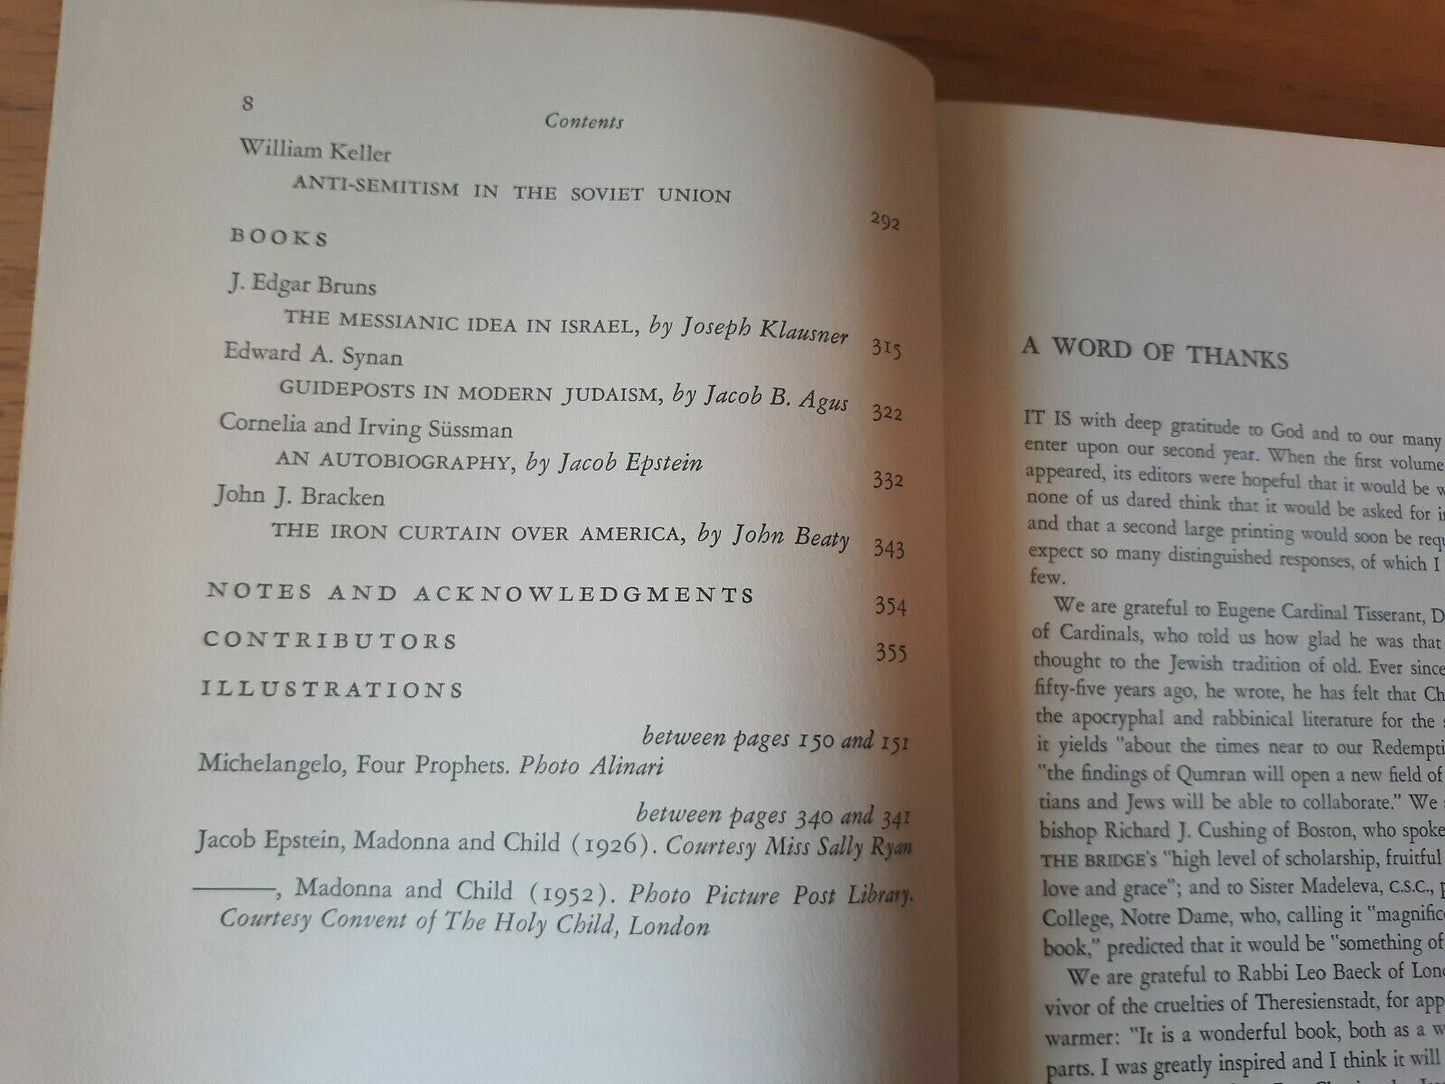 8
Contents
William Keller
ANTI-SEMITISM IN THE SOVIET UNION
292
BOOKS
J. Edgar Bruns
THE MESSIANIC IDEA IN ISRAEL, by Joseph Klausner 315
Edward A. Synan
GUIDEPOSTS IN MODERN JUDAISM, by Jacob B. Agus 322
Cornelia and Irving Süssman
AN AUTOBIOGRAPHY, by Jacob Epstein 332
John J. Bracken
THE IRON CURTAIN OVER AMERICA, by John Beaty 343
NOTES AND ACKNOWLEDGMENTS 354
CONTRIBUTORS 355
ILLUSTRATIONS
between pages 150 and 151
Michelangelo, Four Prophets. Photo Alinari
between pages 340 and 341
Jacob Epstein, Madonna and Child (1926). Courtesy Miss Sally Ryan
———, Madonna and Child (1952). Photo Picture Post Library.
Courtesy Convent of The Holy Child, London
A WORD OF THANKS
IT IS with deep gratitude to God and to our many
enter upon our second year. When the first volume
appeared, its editors were hopeful that it would be w
none of us dared think that it would be asked for i
and that a second large printing would soon be requ
expect so many distinguished responses, of which I
few.
We are grateful to Eugene Cardinal Tisserant, D
of Cardinals, who told us how glad he was that
thought to the Jewish tradition of old. Ever since
fifty-five years ago, he wrote, he has felt that Ch
the apocryphal and rabbinical literature for the
it yields "about the times near to our Redempti
"the findings of Qumran will open a new field of
tians and Jews will be able to collaborate." We
bishop Richard J. Cushing of Boston, who spoke
THE BRIDGE's "high level of scholarship, fruitful
love and grace"; and to Sister Madeleva, C.S.C., p
College, Notre Dame, who, calling it "magnific
book," predicted that it would be "something of
We are grateful to Rabbi Leo Baeck of Lon
vivor of the cruelties of Theresienstadt, for app
warmer: "It is a wonderful book, both as a w
parts. I was greatly inspired and I think it will